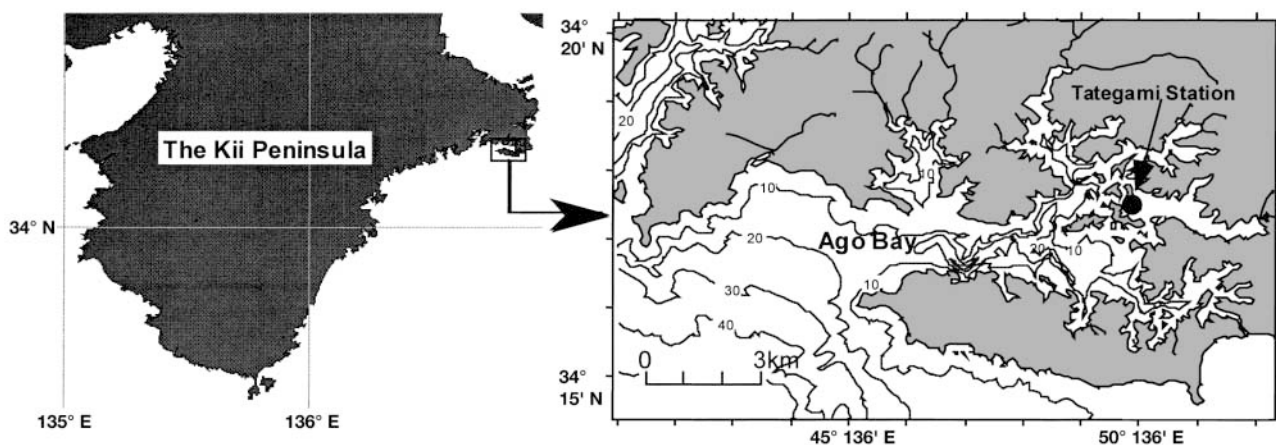 The Kii Peninsula
34° N
135° E
136° E
34°
20' N
Tategami Station
20
10
10
20
Ago Bay
20
10
10
30
40
0
3km
34
15' N
45° 136' E
50° 136' E